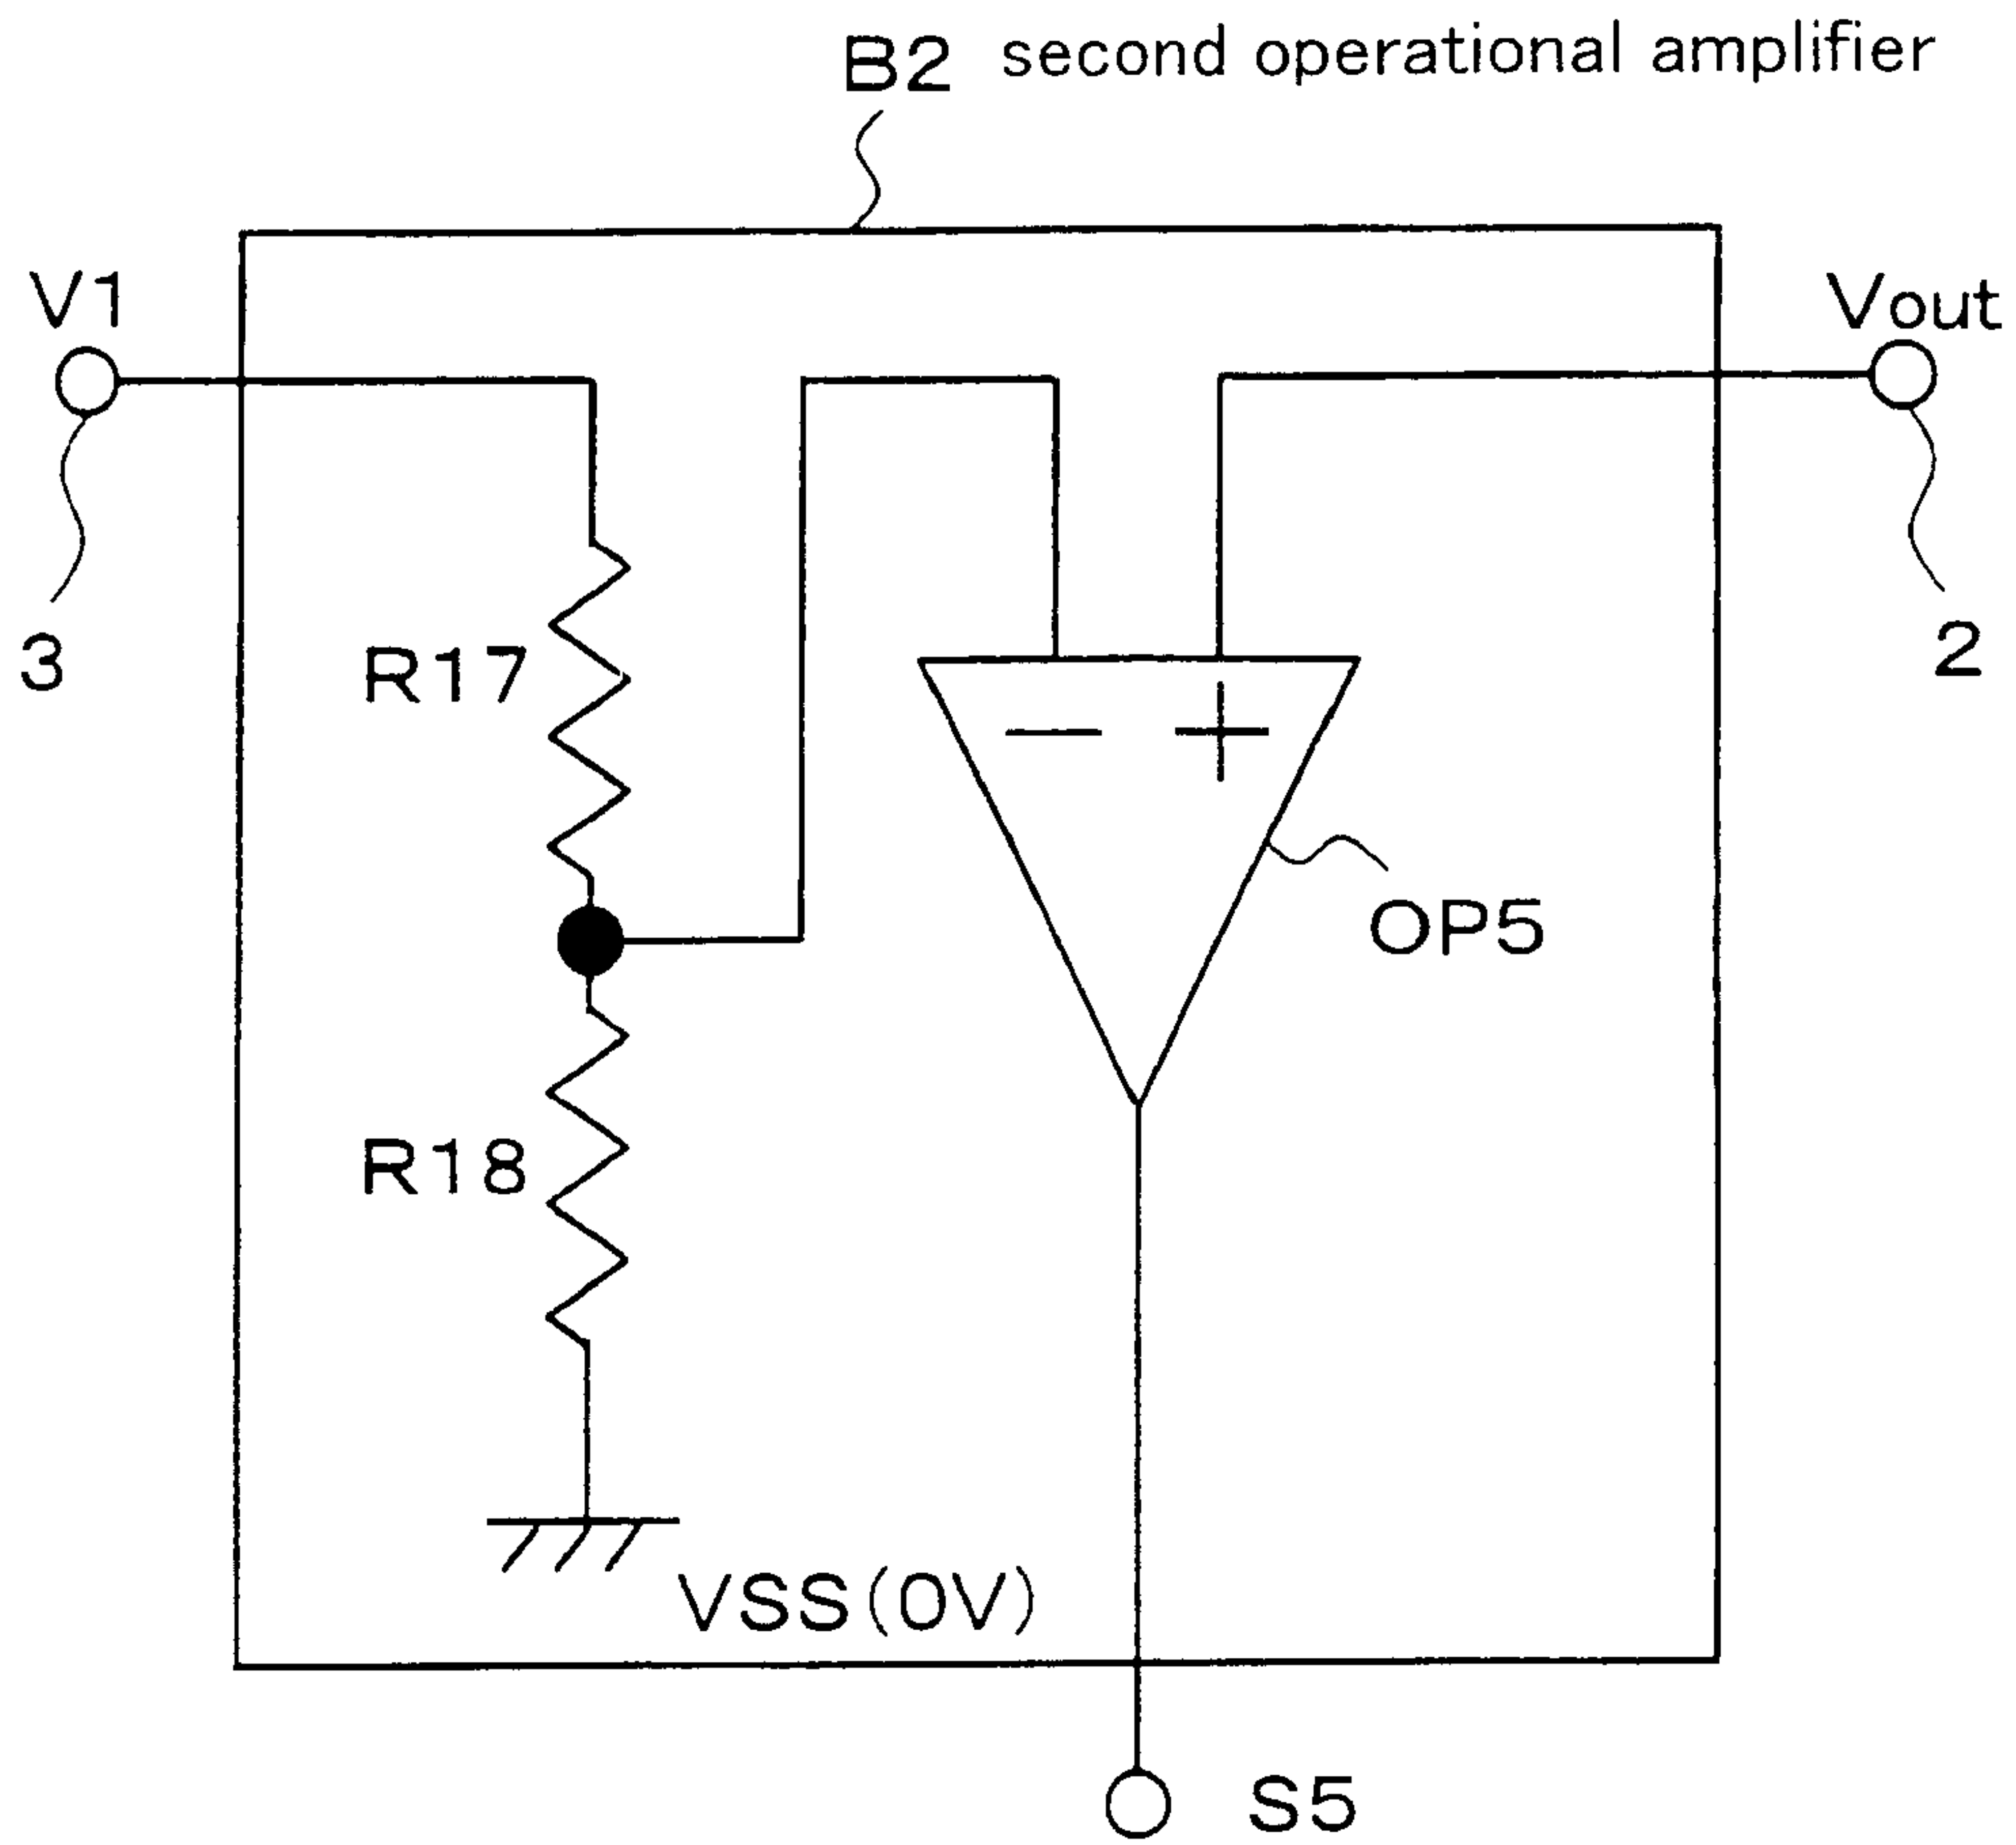 B2 second operational amplifier
V1
Vout
3
2
R17
− +
OP5
R18
VSS(0V)
S5